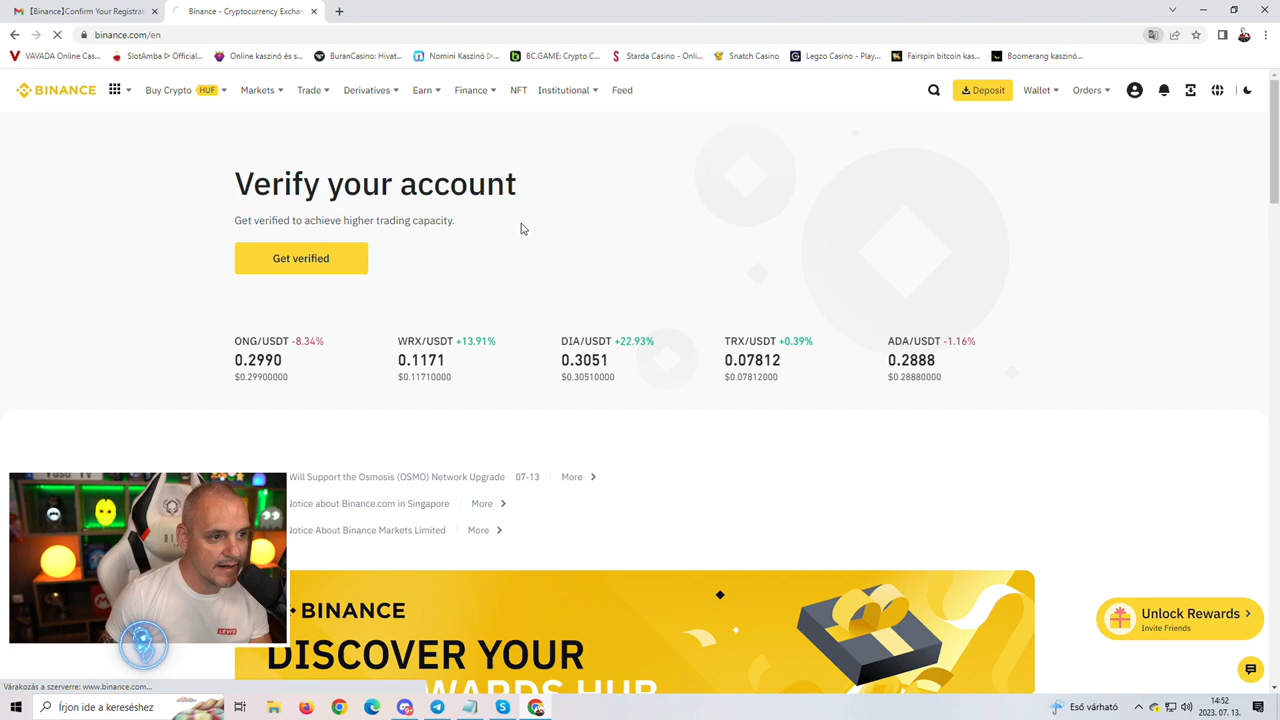 【Binance】Confirm Your Registrat
Binance - Cryptocurrency Exchan
binance.com/en
VAVADA Online Cas...
SlotAmba ᐉ Official...
Online kaszinó és s...
BuranCasino: Hivat...
Nomini Kaszinó ᐉ...
BC.GAME: Crypto C...
Starda Casino - Onli...
Snatch Casino
Legzo Casino - Play...
Fairspin bitcoin kas...
Boomerang kaszinó...
BINANCE
Buy Crypto HUF
Markets
Trade
Derivatives
Earn
Finance
NFT
Institutional
Feed
Deposit
Wallet
Orders
Verify your account
Get verified to achieve higher trading capacity.
Get verified
ONG/USDT -8.34%
0.2990
$0.29900000
WRX/USDT +13.91%
0.1171
$0.11710000
DIA/USDT +22.93%
0.3051
$0.30510000
TRX/USDT +0.39%
0.07812
$0.07812000
ADA/USDT -1.16%
0.2888
$0.28880000
Will Support the Osmosis (OSMO) Network Upgrade 07-13 More
Notice about Binance.com in Singapore More
Notice About Binance Markets Limited More
BINANCE
DISCOVER YOUR
WARDS HUB
Unlock Rewards
Invite Friends
LEVI'S
Várakozás a szerverre: www.binance.com...
Írjon ide a kereséshez
Eső várható
14:52
2023. 07. 13.